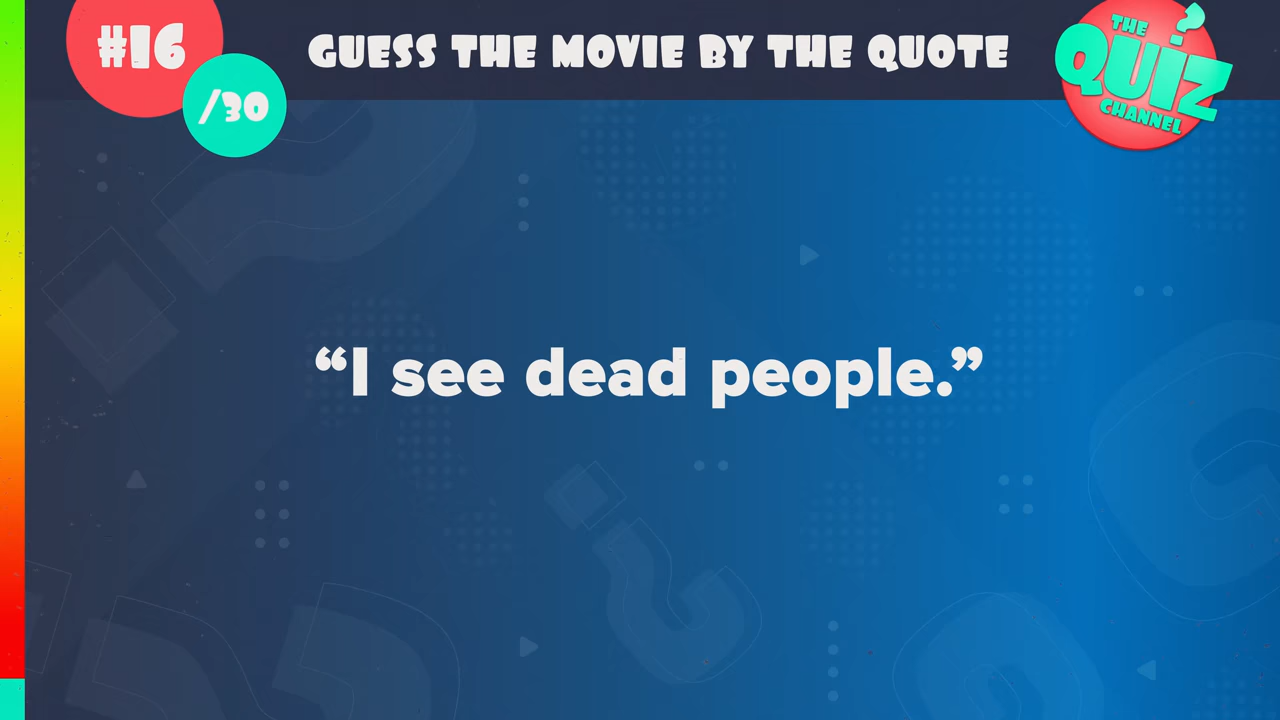 #16
/30
GUESS THE MOVIE BY THE QUOTE
THE
QUIZ
CHANNEL
“I see dead people.”